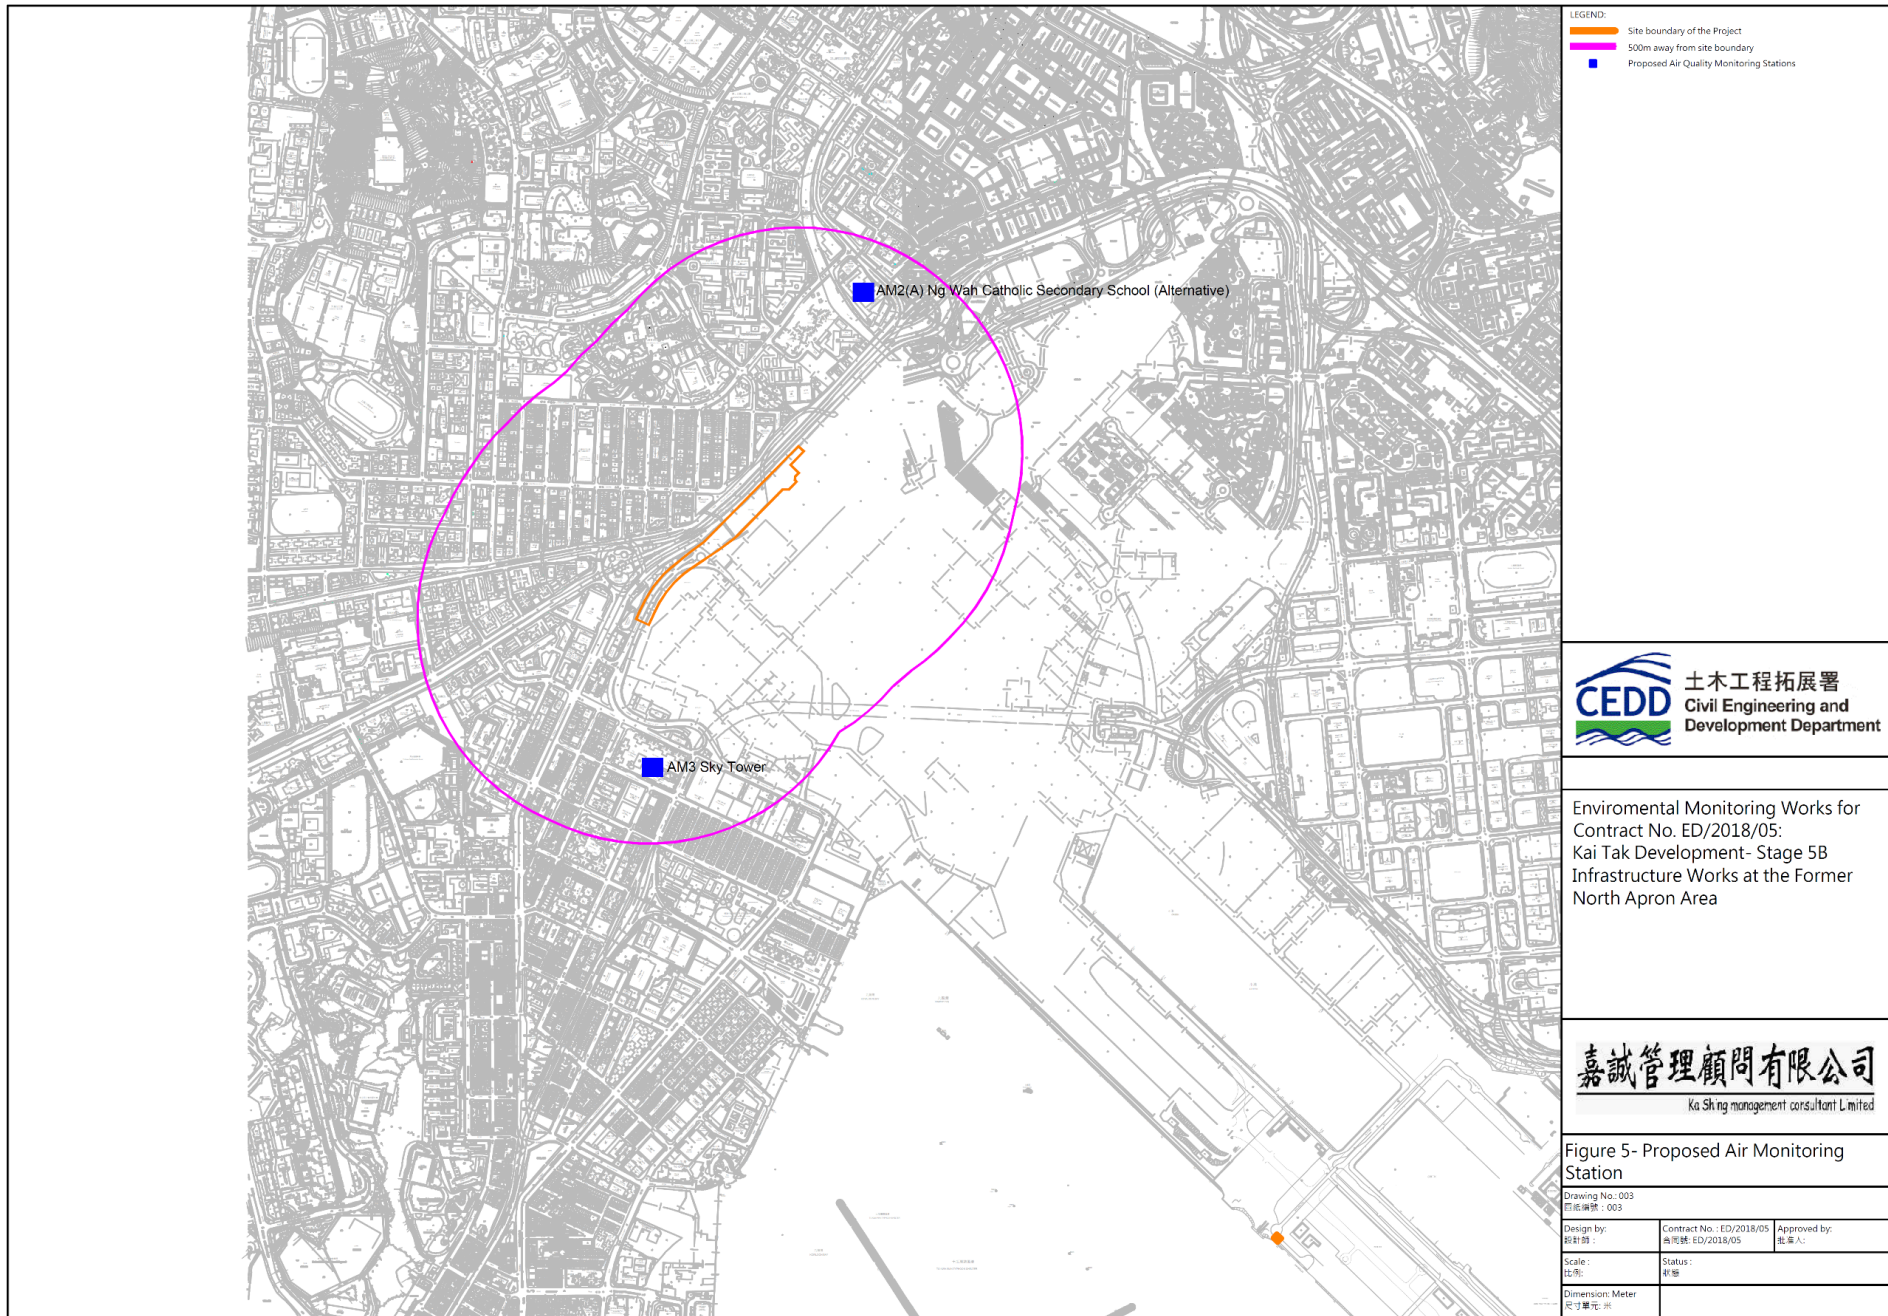 LEGEND:
Site boundary of the Project
500m away from site boundary
Proposed Air Quality Monitoring Stations
AM2(A) Ng Wah Catholic Secondary School (Alternative)
AM3 Sky Tower
CEDD
土木工程拓展署
Civil Engineering and
Development Department
Enviromental Monitoring Works for
Contract No. ED/2018/05:
Kai Tak Development- Stage 5B
Infrastructure Works at the Former
North Apron Area
嘉誠管理顧問有限公司
Ka Shing management consultant Limited
Figure 5- Proposed Air Monitoring
Station
Drawing No.: 003
圖紙編號：003
Design by:
設計師：
Contract No. : ED/2018/05
合同號: ED/2018/05
Approved by:
批准人:
Scale :
比例:
Status :
狀態
Dimension: Meter
尺寸單元: 米